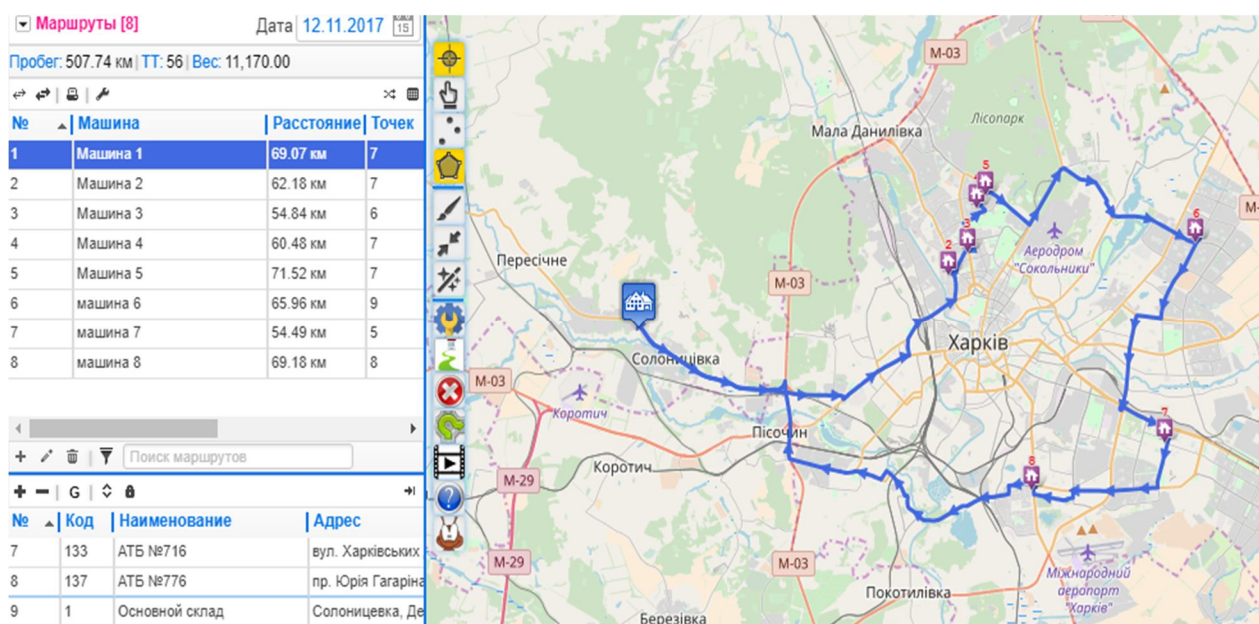 Маршруты [8] Дата 12.11.2017 15
Пробег: 507.74 км | ТТ: 56 | Вес: 11,170.00
№ Машина Расстояние Точек
1 Машина 1 69.07 км 7
2 Машина 2 62.18 км 7
3 Машина 3 54.84 км 6
4 Машина 4 60.48 км 7
5 Машина 5 71.52 км 7
6 машина 6 65.96 км 9
7 машина 7 54.49 км 5
8 машина 8 69.18 км 8
Поиск маршрутов
G
№ Код Наименование Адрес
7 133 АТБ №716 вул. Харківських
8 137 АТБ №776 пр. Юрія Гагаріна
9 1 Основной склад Солоницевка, Де
М-03
Лісопарк
Мала Данилівка
5
6
М-
3
2
Аеродром
"Сокольники"
Пересічне
М-03
Харків
Солоницівка
М-03
Коротич
7
Пісочин
8
Коротич
М-29
М-29
М-03
Міжнародний
аеропорт
"Харків"
Покотилівка
Березівка